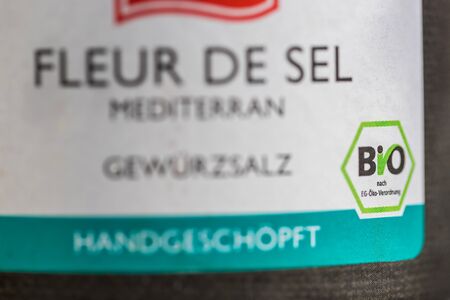 FLEUR DE SEL
MEDITERRAN
GEWÜRZSALZ
BiO
nach
EG-Öko-Verordnung
HANDGESCHÖPFT